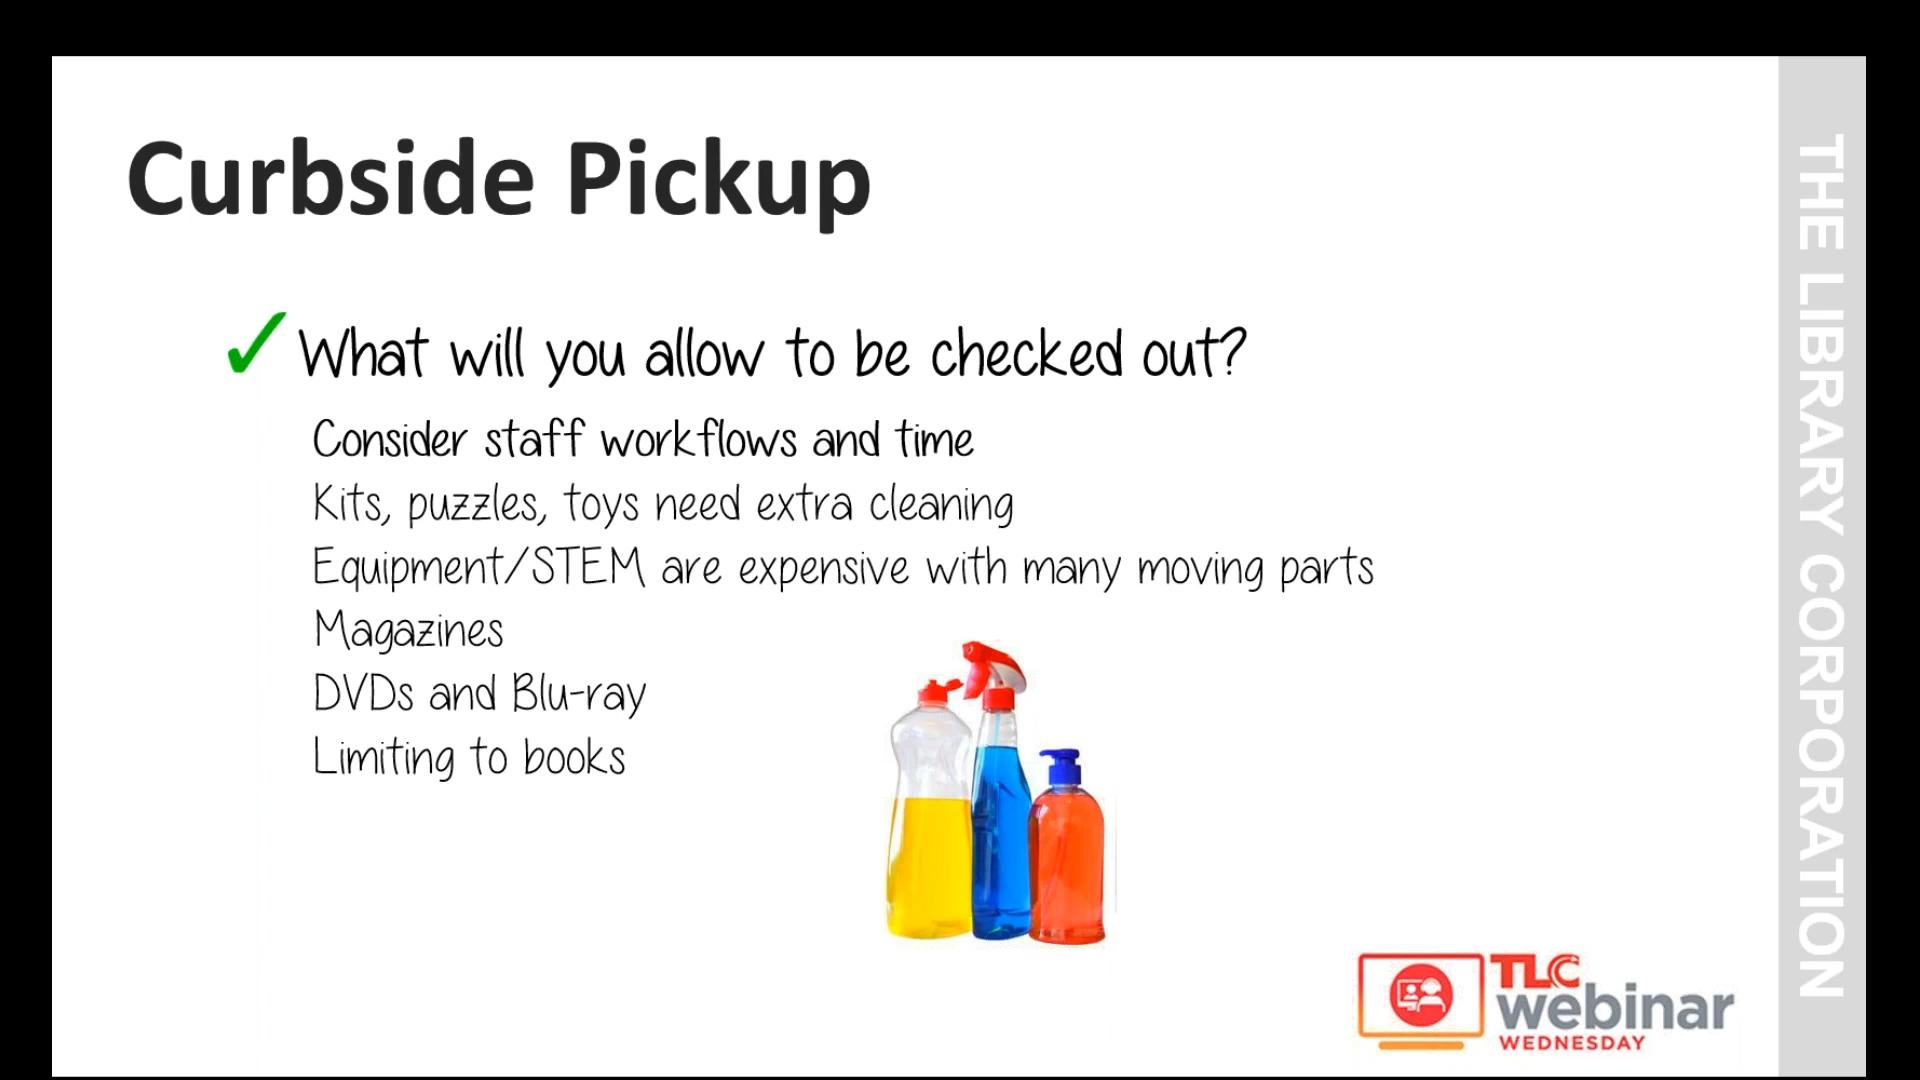 Curbside Pickup
What will you allow to be checked out?
Consider staff workflows and time
Kits, puzzles, toys need extra cleaning
Equipment/STEM are expensive with many moving parts
Magazines
DVDs and Blu-ray
Limiting to books
THE LIBRARY CORPORATION
TLC
webinar
WEDNESDAY